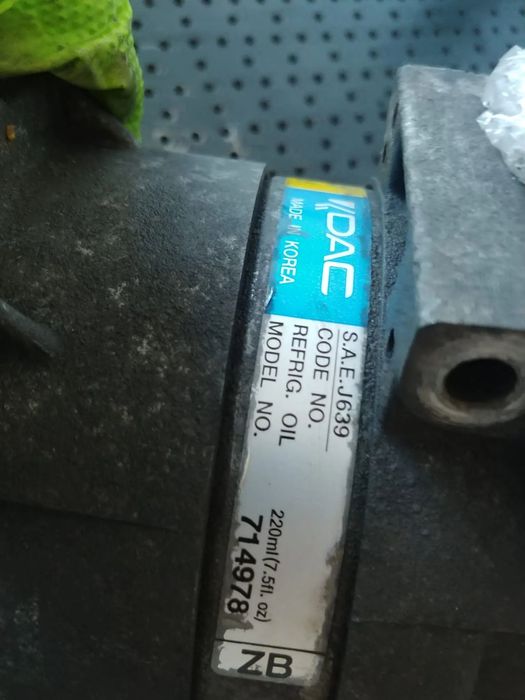 DAC
MADE IN KOREA
S.A.E.J639
CODE NO.
REFRIG. OIL 220ml(7.5fl. oz)
MODEL NO. 714978
ZB